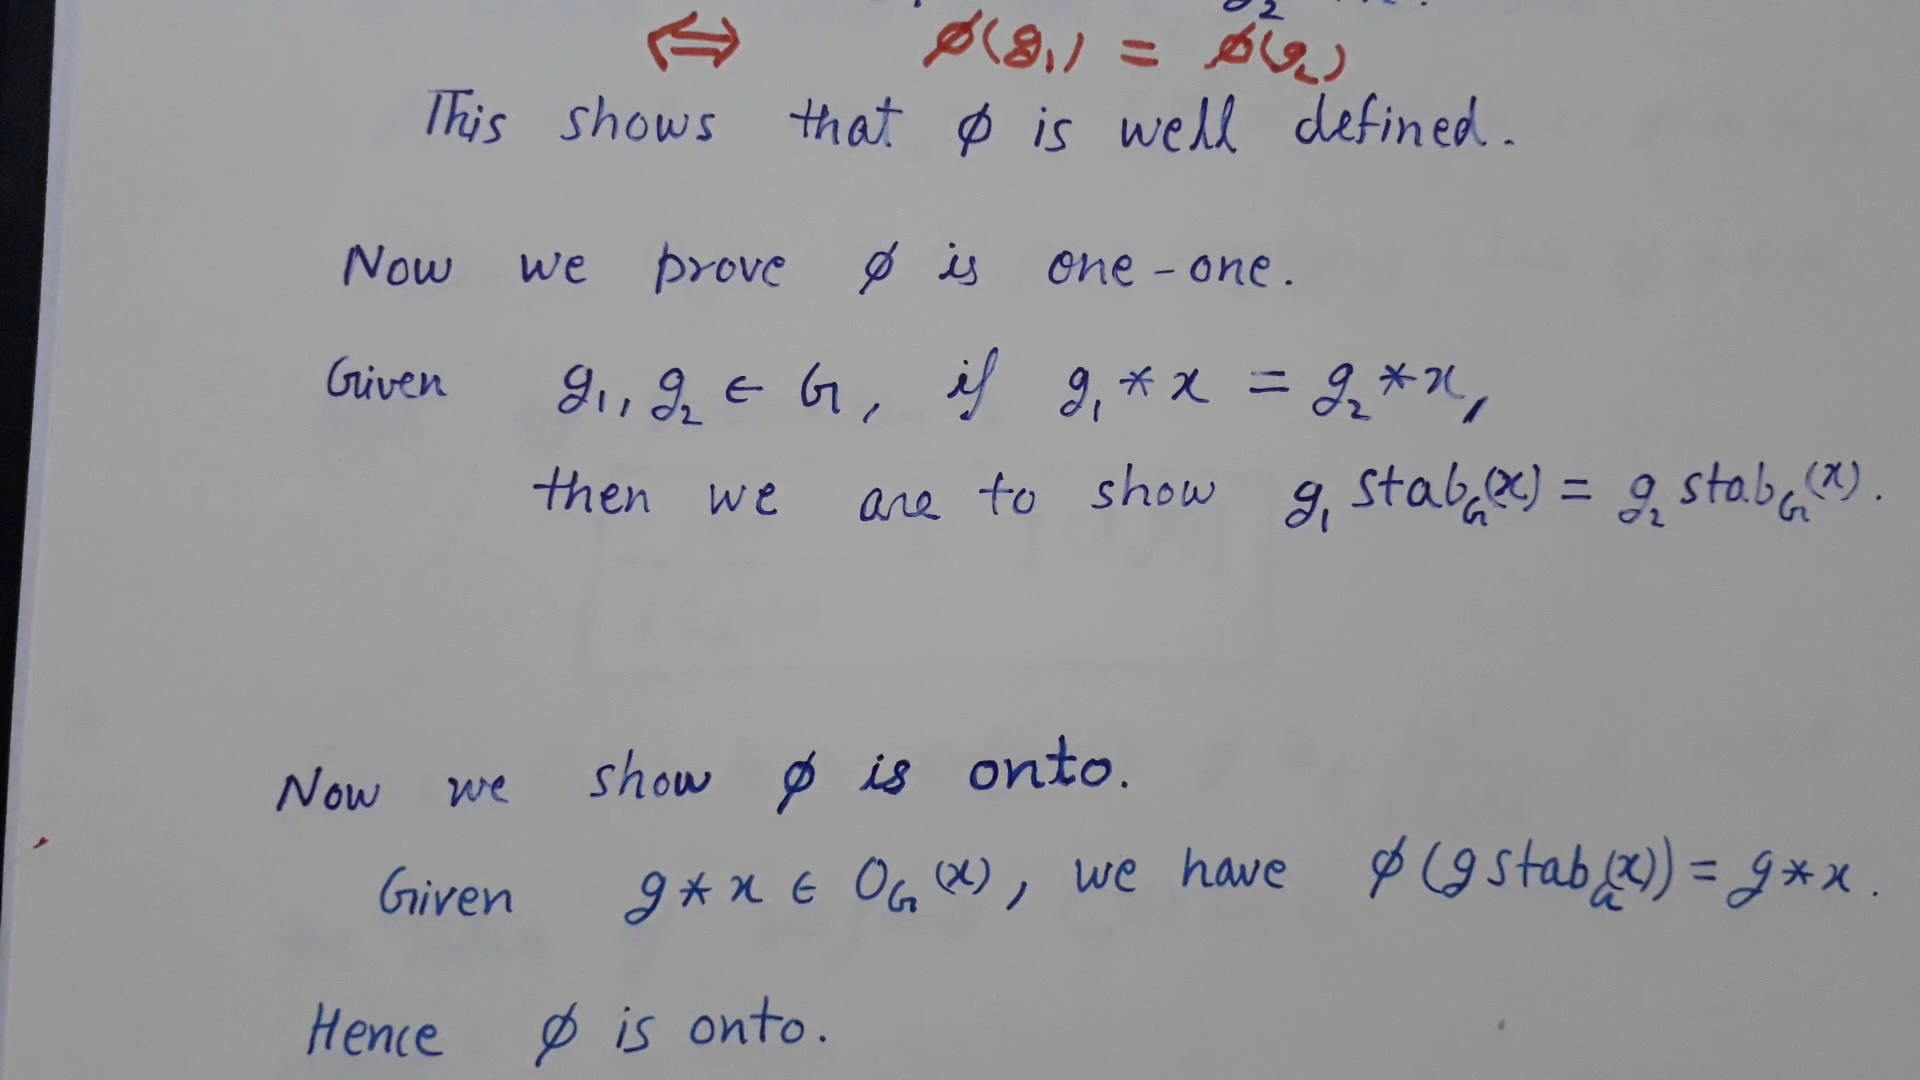 ⇔ ϕ(g₁) = ϕ(g₂)
This shows that ϕ is well defined.
Now we prove ϕ is one-one.
Given g₁, g₂ ∈ G, if g₁ * x = g₂ * x,
then we are to show g₁ stab_G(x) = g₂ stab_G(x).
Now we show ϕ is onto.
Given g * x ∈ O_G(x), we have ϕ(g stab_G(x)) = g * x.
Hence ϕ is onto.